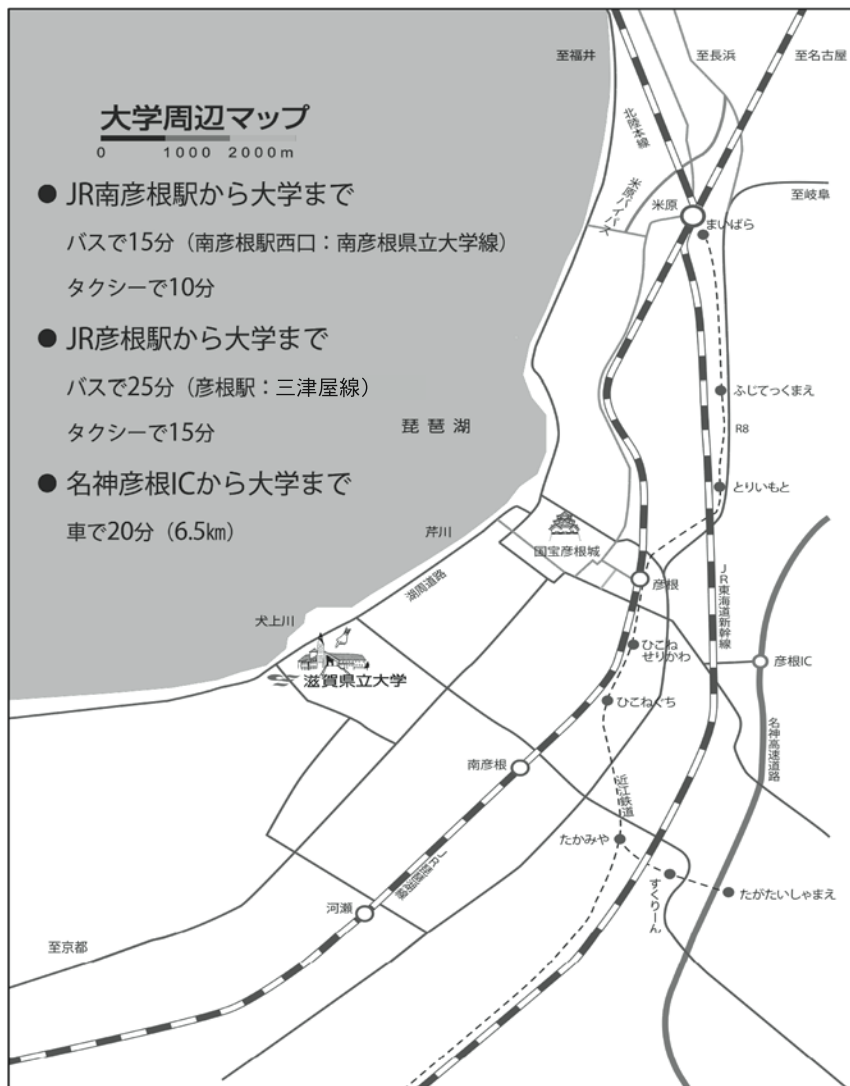 至福井
至長浜
至名古屋
大学周辺マップ
0 1000 2000m
北陸本線
● JR南彦根駅から大学まで
バスで15分（南彦根駅西口：南彦根県立大学線）
タクシーで10分
米原バイパス
米原
まいばら
至岐阜
● JR彦根駅から大学まで
バスで25分（彦根駅：三津屋線）
タクシーで15分
琵琶湖
ふじてっくまえ
R8
● 名神彦根ICから大学まで
車で20分（6.5㎞）
とりいもと
芹川
国宝彦根城
湖周道路
彦根
JR東海道新幹線
犬上川
ひこね
せりかわ
彦根IC
滋賀県立大学
ひこねぐち
名神高速道路
南彦根
近江鉄道
たかみや
JR琵琶湖線
すくりーん
たがたいしゃまえ
河瀬
至京都